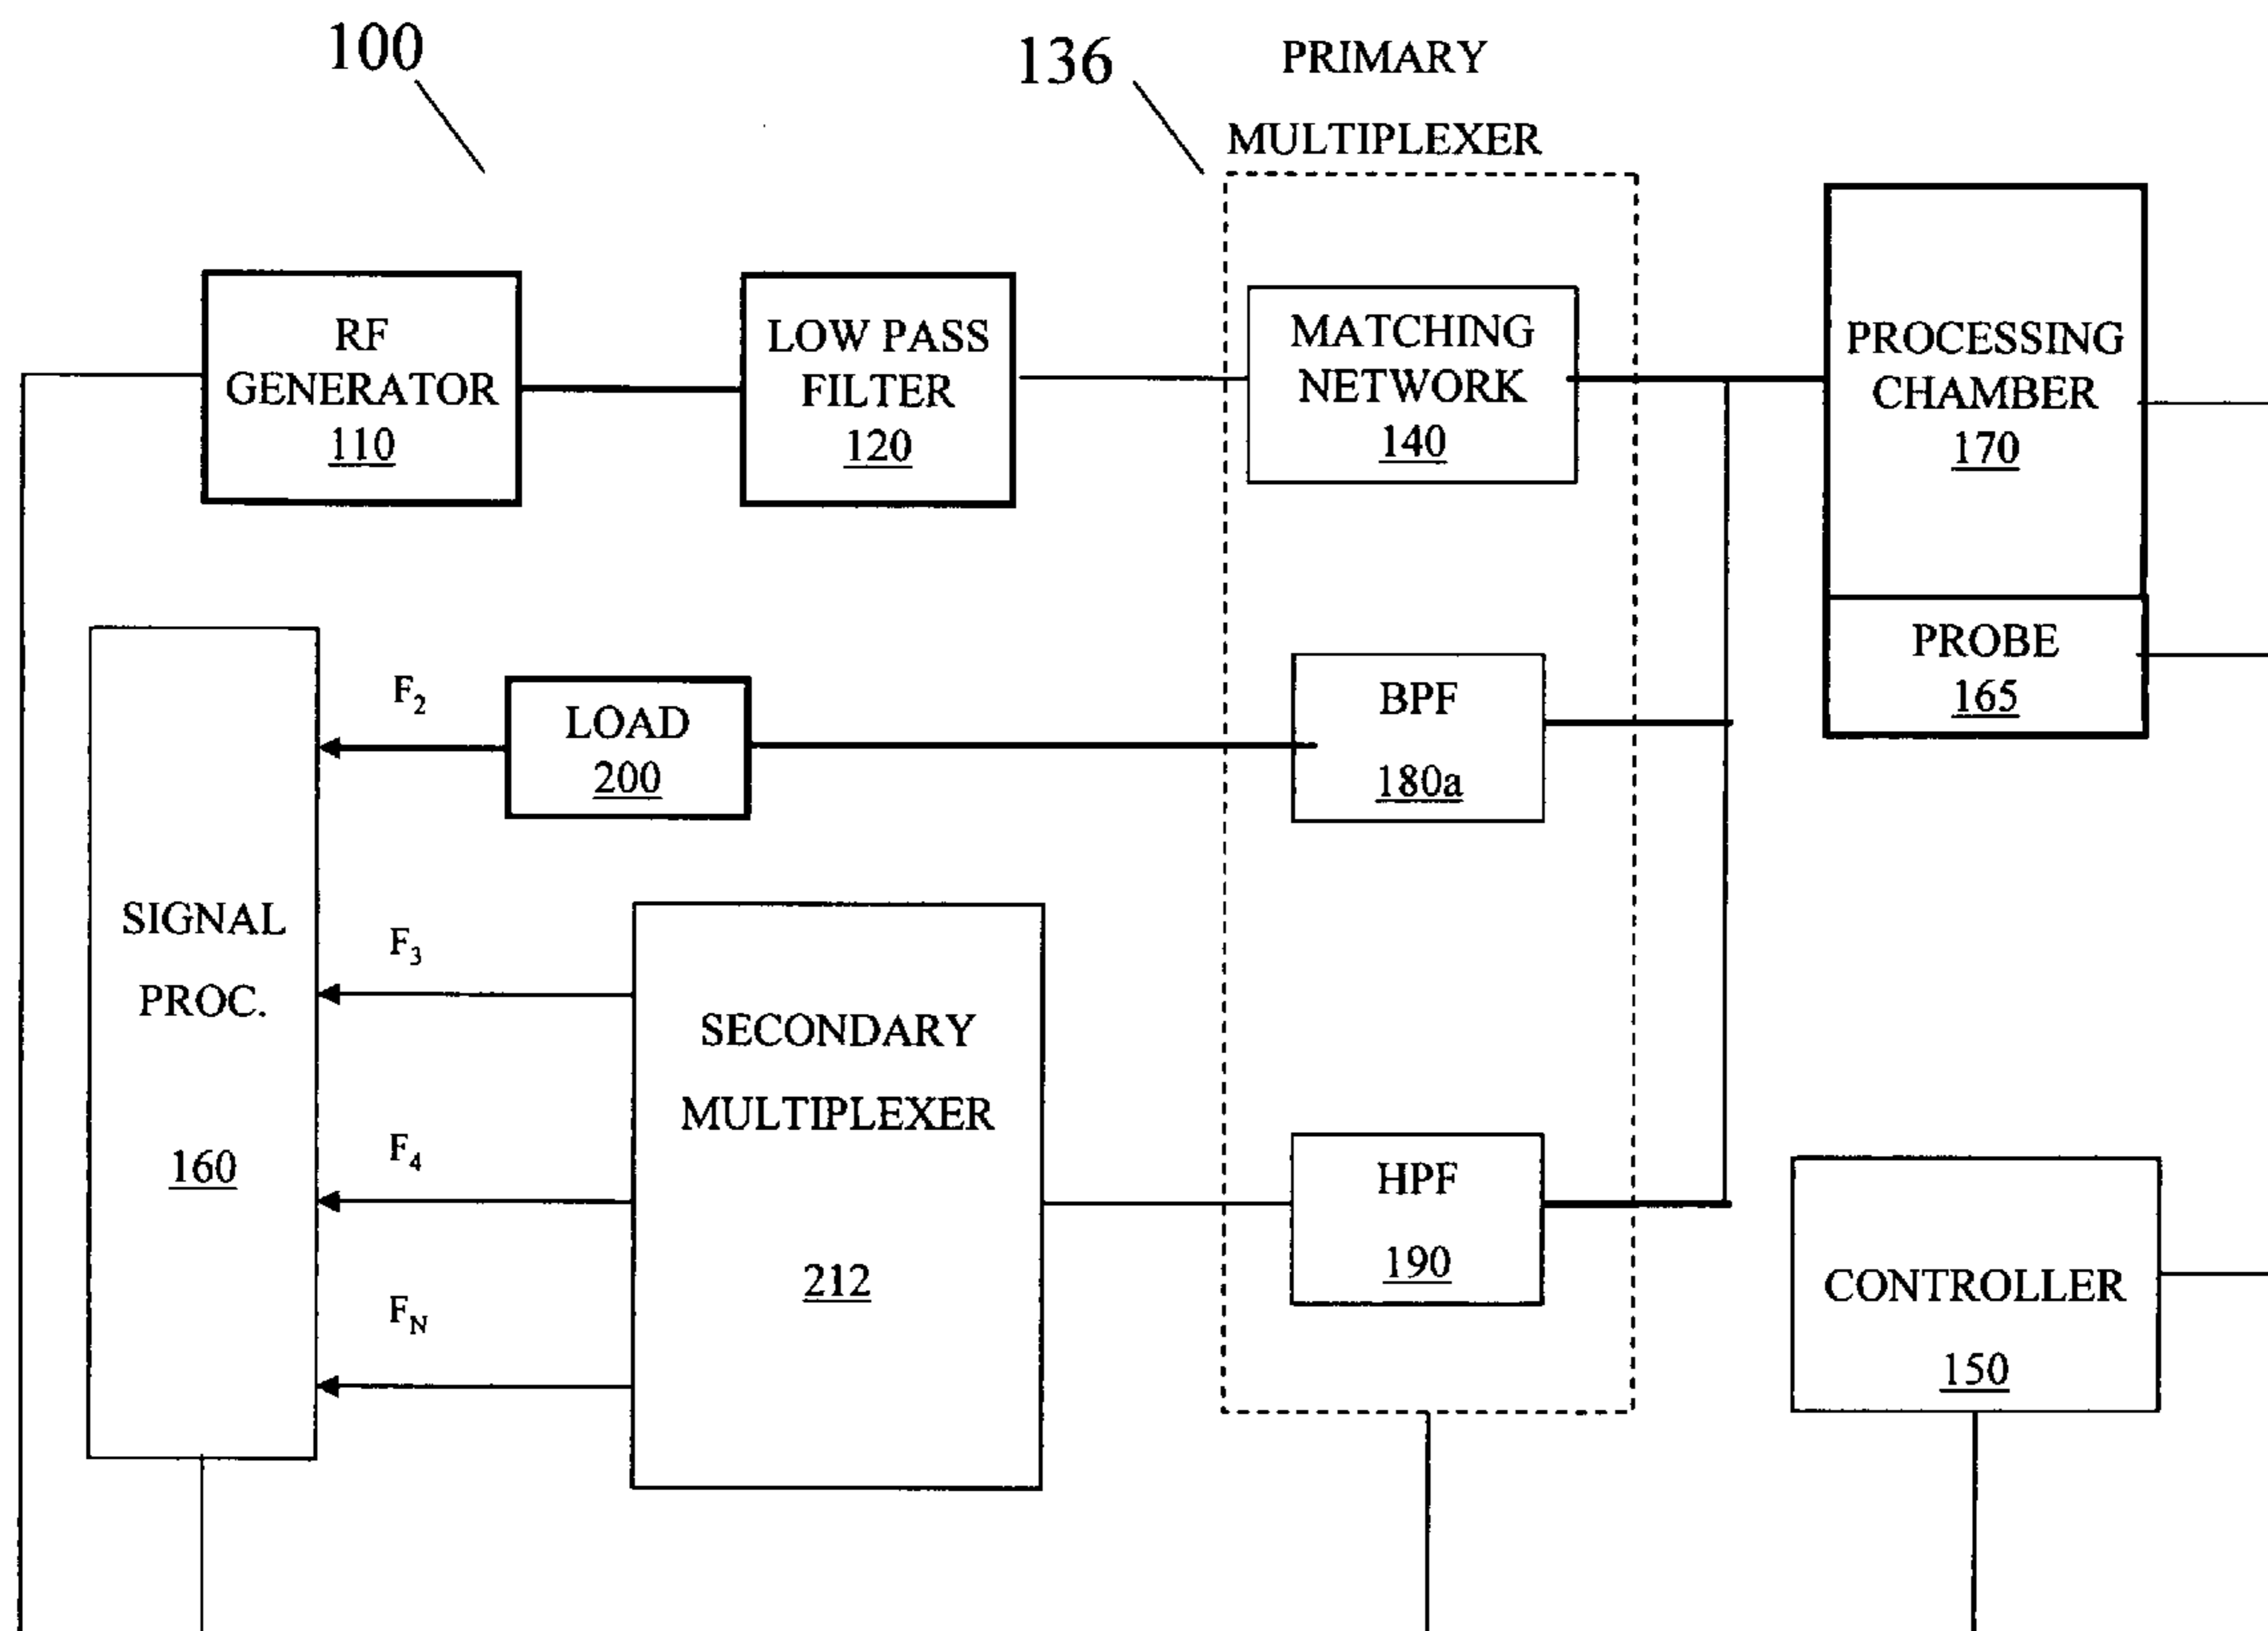 100
136
PRIMARY
MULTIPLEXER
RF
GENERATOR
110
LOW PASS
FILTER
120
MATCHING
NETWORK
140
PROCESSING
CHAMBER
170
PROBE
165
F2
LOAD
200
BPF
180a
SIGNAL
PROC.
160
F3
F4
FN
SECONDARY
MULTIPLEXER
212
HPF
190
CONTROLLER
150